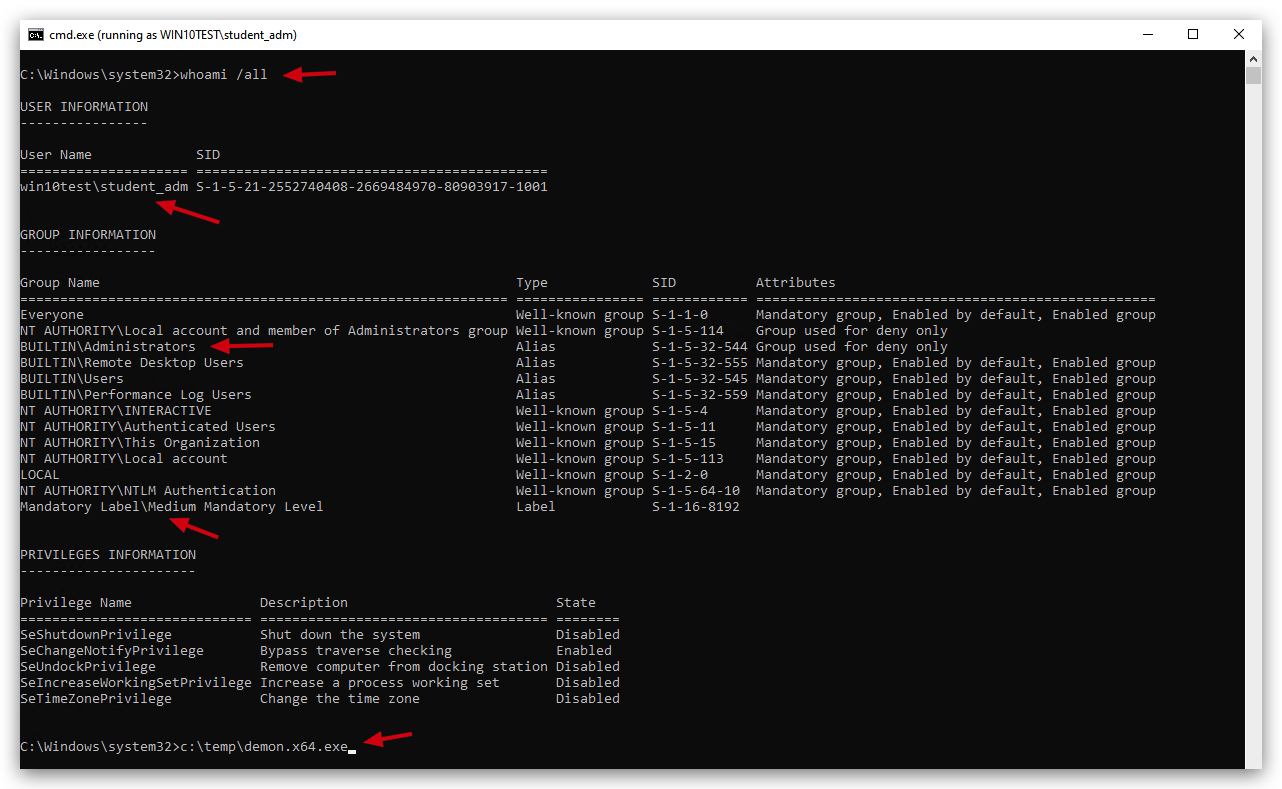 cmd.exe (running as WIN10TEST\student_adm)
C:\Windows\system32>whoami /all
USER INFORMATION
----------------
User Name             SID
===================== ============================================
win10test\student_adm S-1-5-21-2552740408-2669484970-80903917-1001
GROUP INFORMATION
-----------------
Group Name                                                    Type             SID          Attributes
============================================================= ================ ============ ==================================================
Everyone                                                      Well-known group S-1-1-0      Mandatory group, Enabled by default, Enabled group
NT AUTHORITY\Local account and member of Administrators group Well-known group S-1-5-114    Group used for deny only
BUILTIN\Administrators                                        Alias            S-1-5-32-544 Group used for deny only
BUILTIN\Remote Desktop Users                                  Alias            S-1-5-32-555 Mandatory group, Enabled by default, Enabled group
BUILTIN\Users                                                 Alias            S-1-5-32-545 Mandatory group, Enabled by default, Enabled group
BUILTIN\Performance Log Users                                 Alias            S-1-5-32-559 Mandatory group, Enabled by default, Enabled group
NT AUTHORITY\INTERACTIVE                                      Well-known group S-1-5-4      Mandatory group, Enabled by default, Enabled group
NT AUTHORITY\Authenticated Users                              Well-known group S-1-5-11     Mandatory group, Enabled by default, Enabled group
NT AUTHORITY\This Organization                                Well-known group S-1-5-15     Mandatory group, Enabled by default, Enabled group
NT AUTHORITY\Local account                                    Well-known group S-1-5-113    Mandatory group, Enabled by default, Enabled group
LOCAL                                                         Well-known group S-1-2-0      Mandatory group, Enabled by default, Enabled group
NT AUTHORITY\NTLM Authentication                              Well-known group S-1-5-64-10  Mandatory group, Enabled by default, Enabled group
Mandatory Label\Medium Mandatory Level                        Label            S-1-16-8192
PRIVILEGES INFORMATION
----------------------
Privilege Name                Description                          State
============================= ==================================== ========
SeShutdownPrivilege           Shut down the system                 Disabled
SeChangeNotifyPrivilege       Bypass traverse checking             Enabled
SeUndockPrivilege             Remove computer from docking station Disabled
SeIncreaseWorkingSetPrivilege Increase a process working set       Disabled
SeTimeZonePrivilege           Change the time zone                 Disabled
C:\Windows\system32>c:\temp\demon.x64.exe